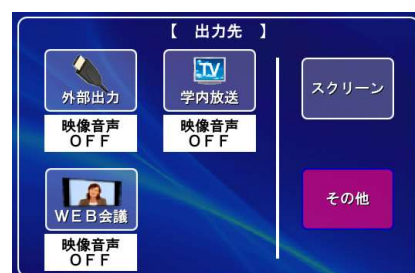 【 出力先 】
外部出力
映像音声
OFF
TV
学内放送
映像音声
OFF
スクリーン
WEB会議
映像音声
OFF
その他